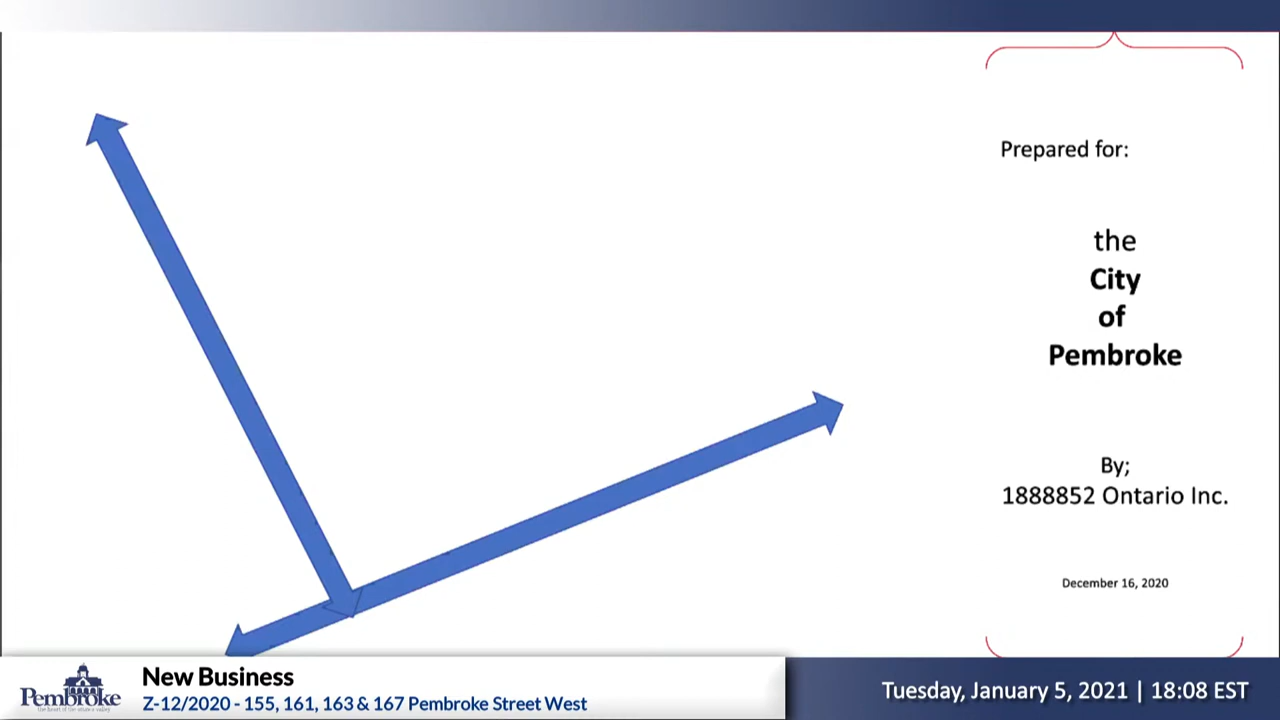 Prepared for:
the
City
of
Pembroke
By;
1888852 Ontario Inc.
December 16, 2020
Pembroke
New Business
Z-12/2020 - 155, 161, 163 & 167 Pembroke Street West
Tuesday, January 5, 2021 | 18:08 EST